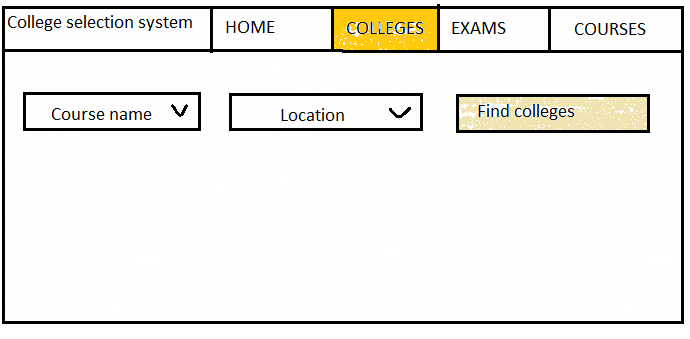 College selection system
HOME
COLLEGES
EXAMS
COURSES
Course name
Location
Find colleges